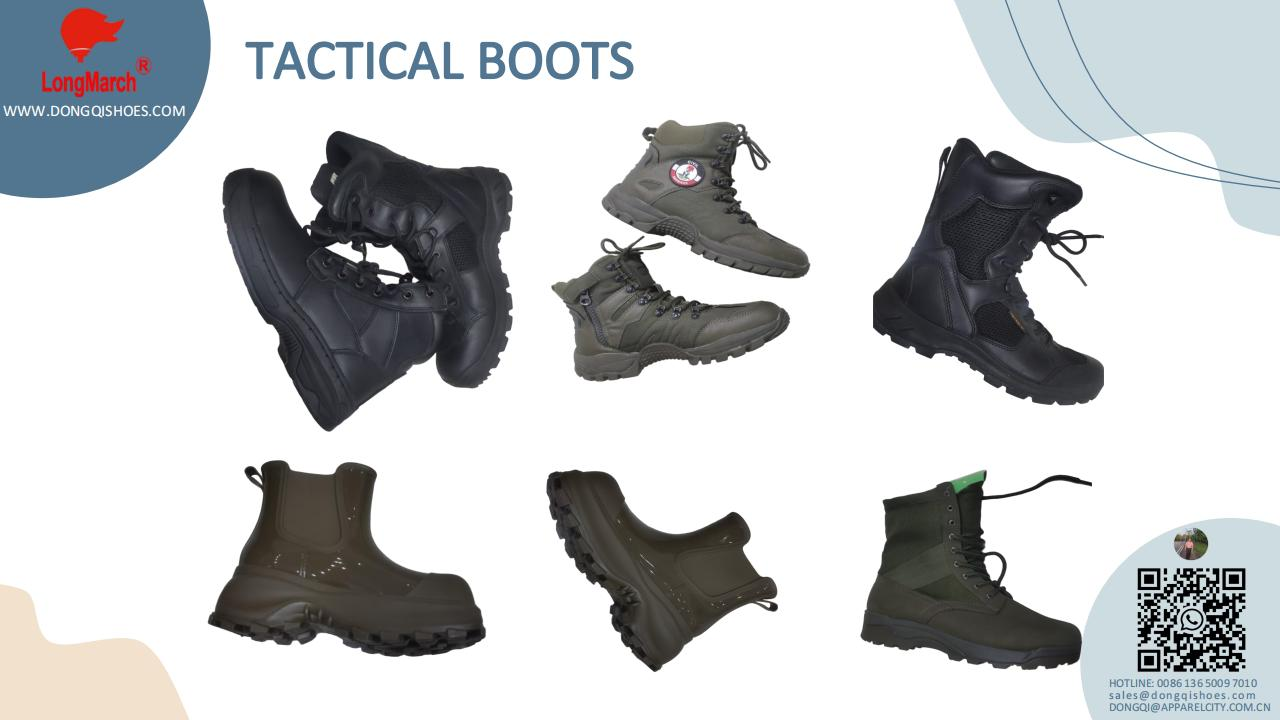 LongMarch®
WWW.DONGQISHOES.COM
TACTICAL BOOTS
HOTLINE: 0086 136 5009 7010
sales@dongqishoes.com
DONGQI@APPARELCITY.COM.CN